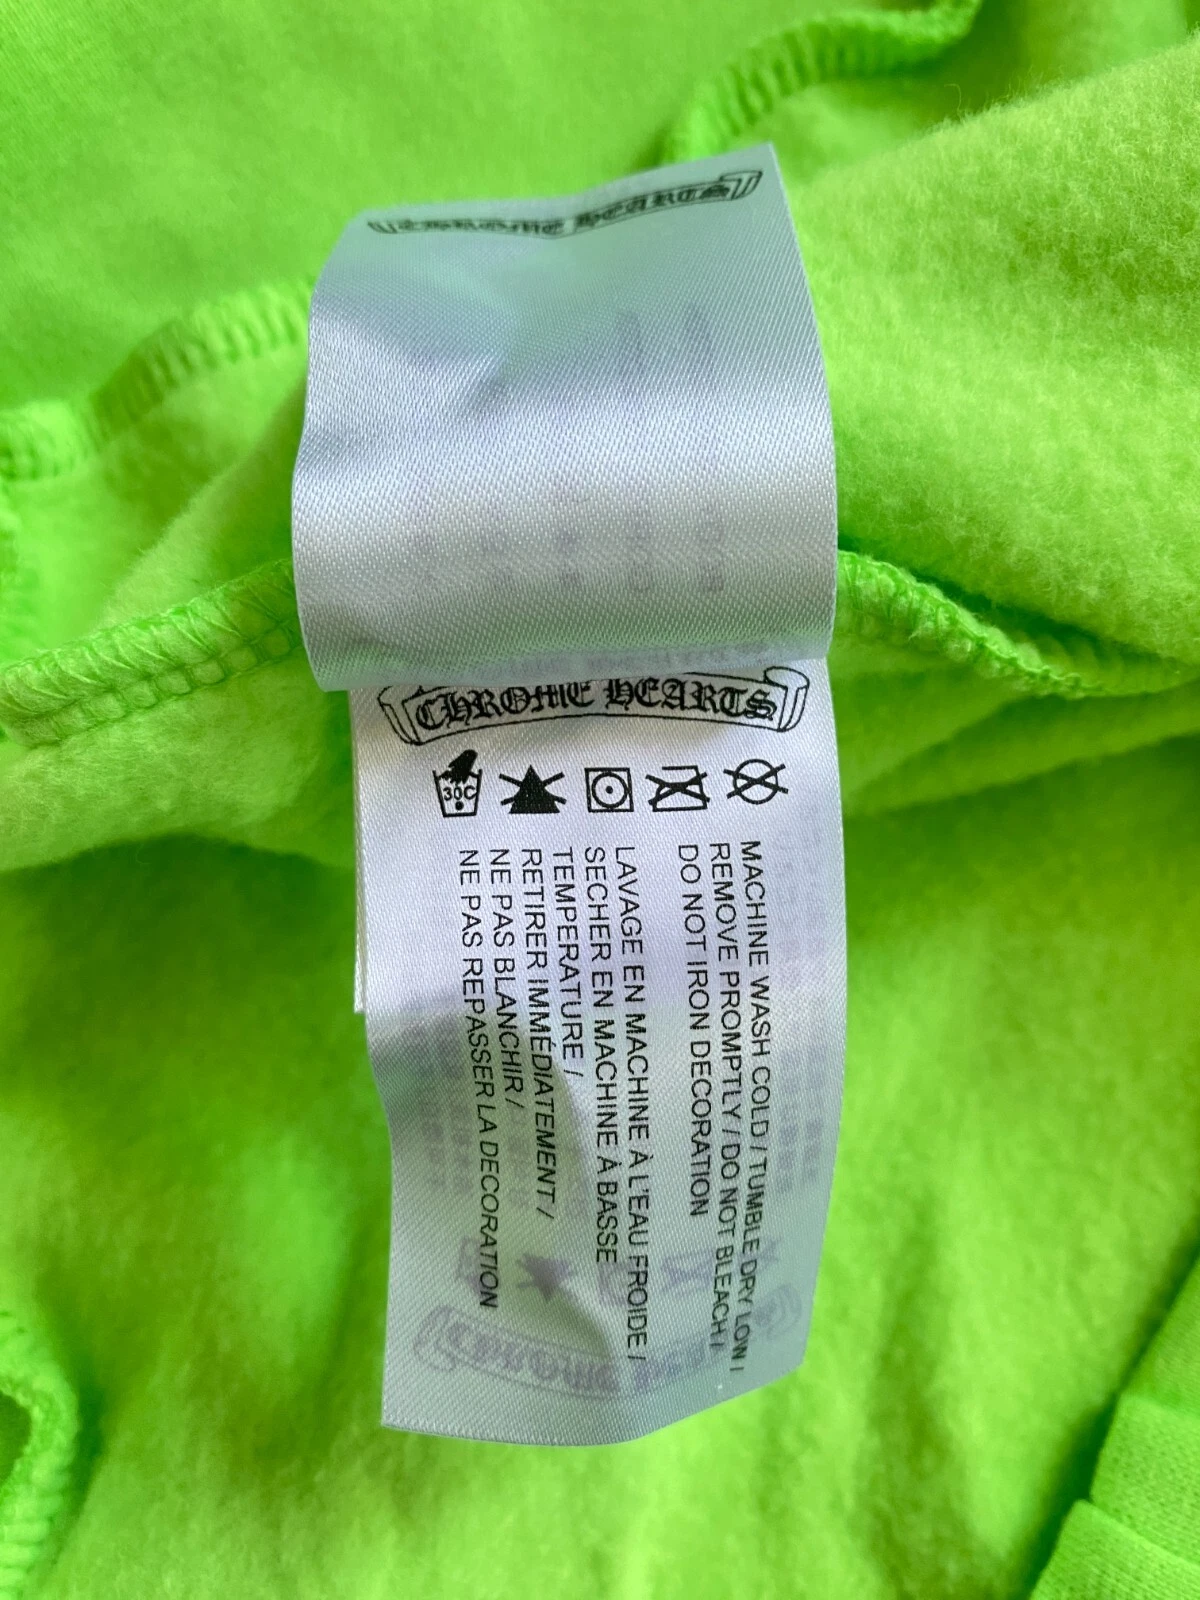 CHROME HEARTS
CHROME HEARTS
30C
MACHINE WASH COLD / TUMBLE DRY LOW /
REMOVE PROMPTLY / DO NOT BLEACH /
DO NOT IRON DECORATION
LAVAGE EN MACHINE À L'EAU FROIDE /
SECHER EN MACHINE À BASSE
TEMPERATURE /
RETIRER IMMÉDIATEMENT /
NE PAS BLANCHIR /
NE PAS REPASSER LA DECORATION